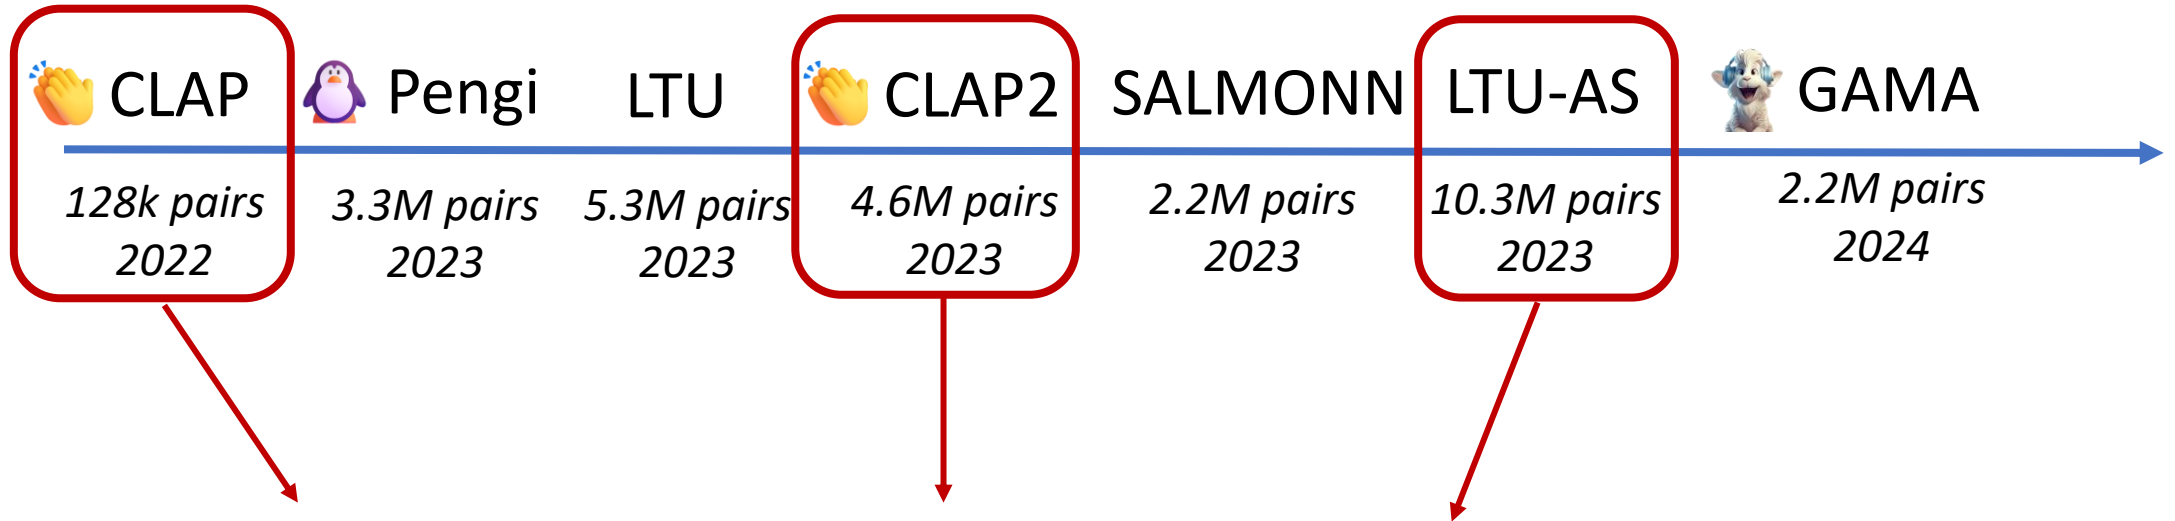 CLAP
128k pairs
2022
Pengi
3.3M pairs
2023
LTU
5.3M pairs
2023
CLAP2
4.6M pairs
2023
SALMONN
2.2M pairs
2023
LTU-AS
10.3M pairs
2023
GAMA
2.2M pairs
2024